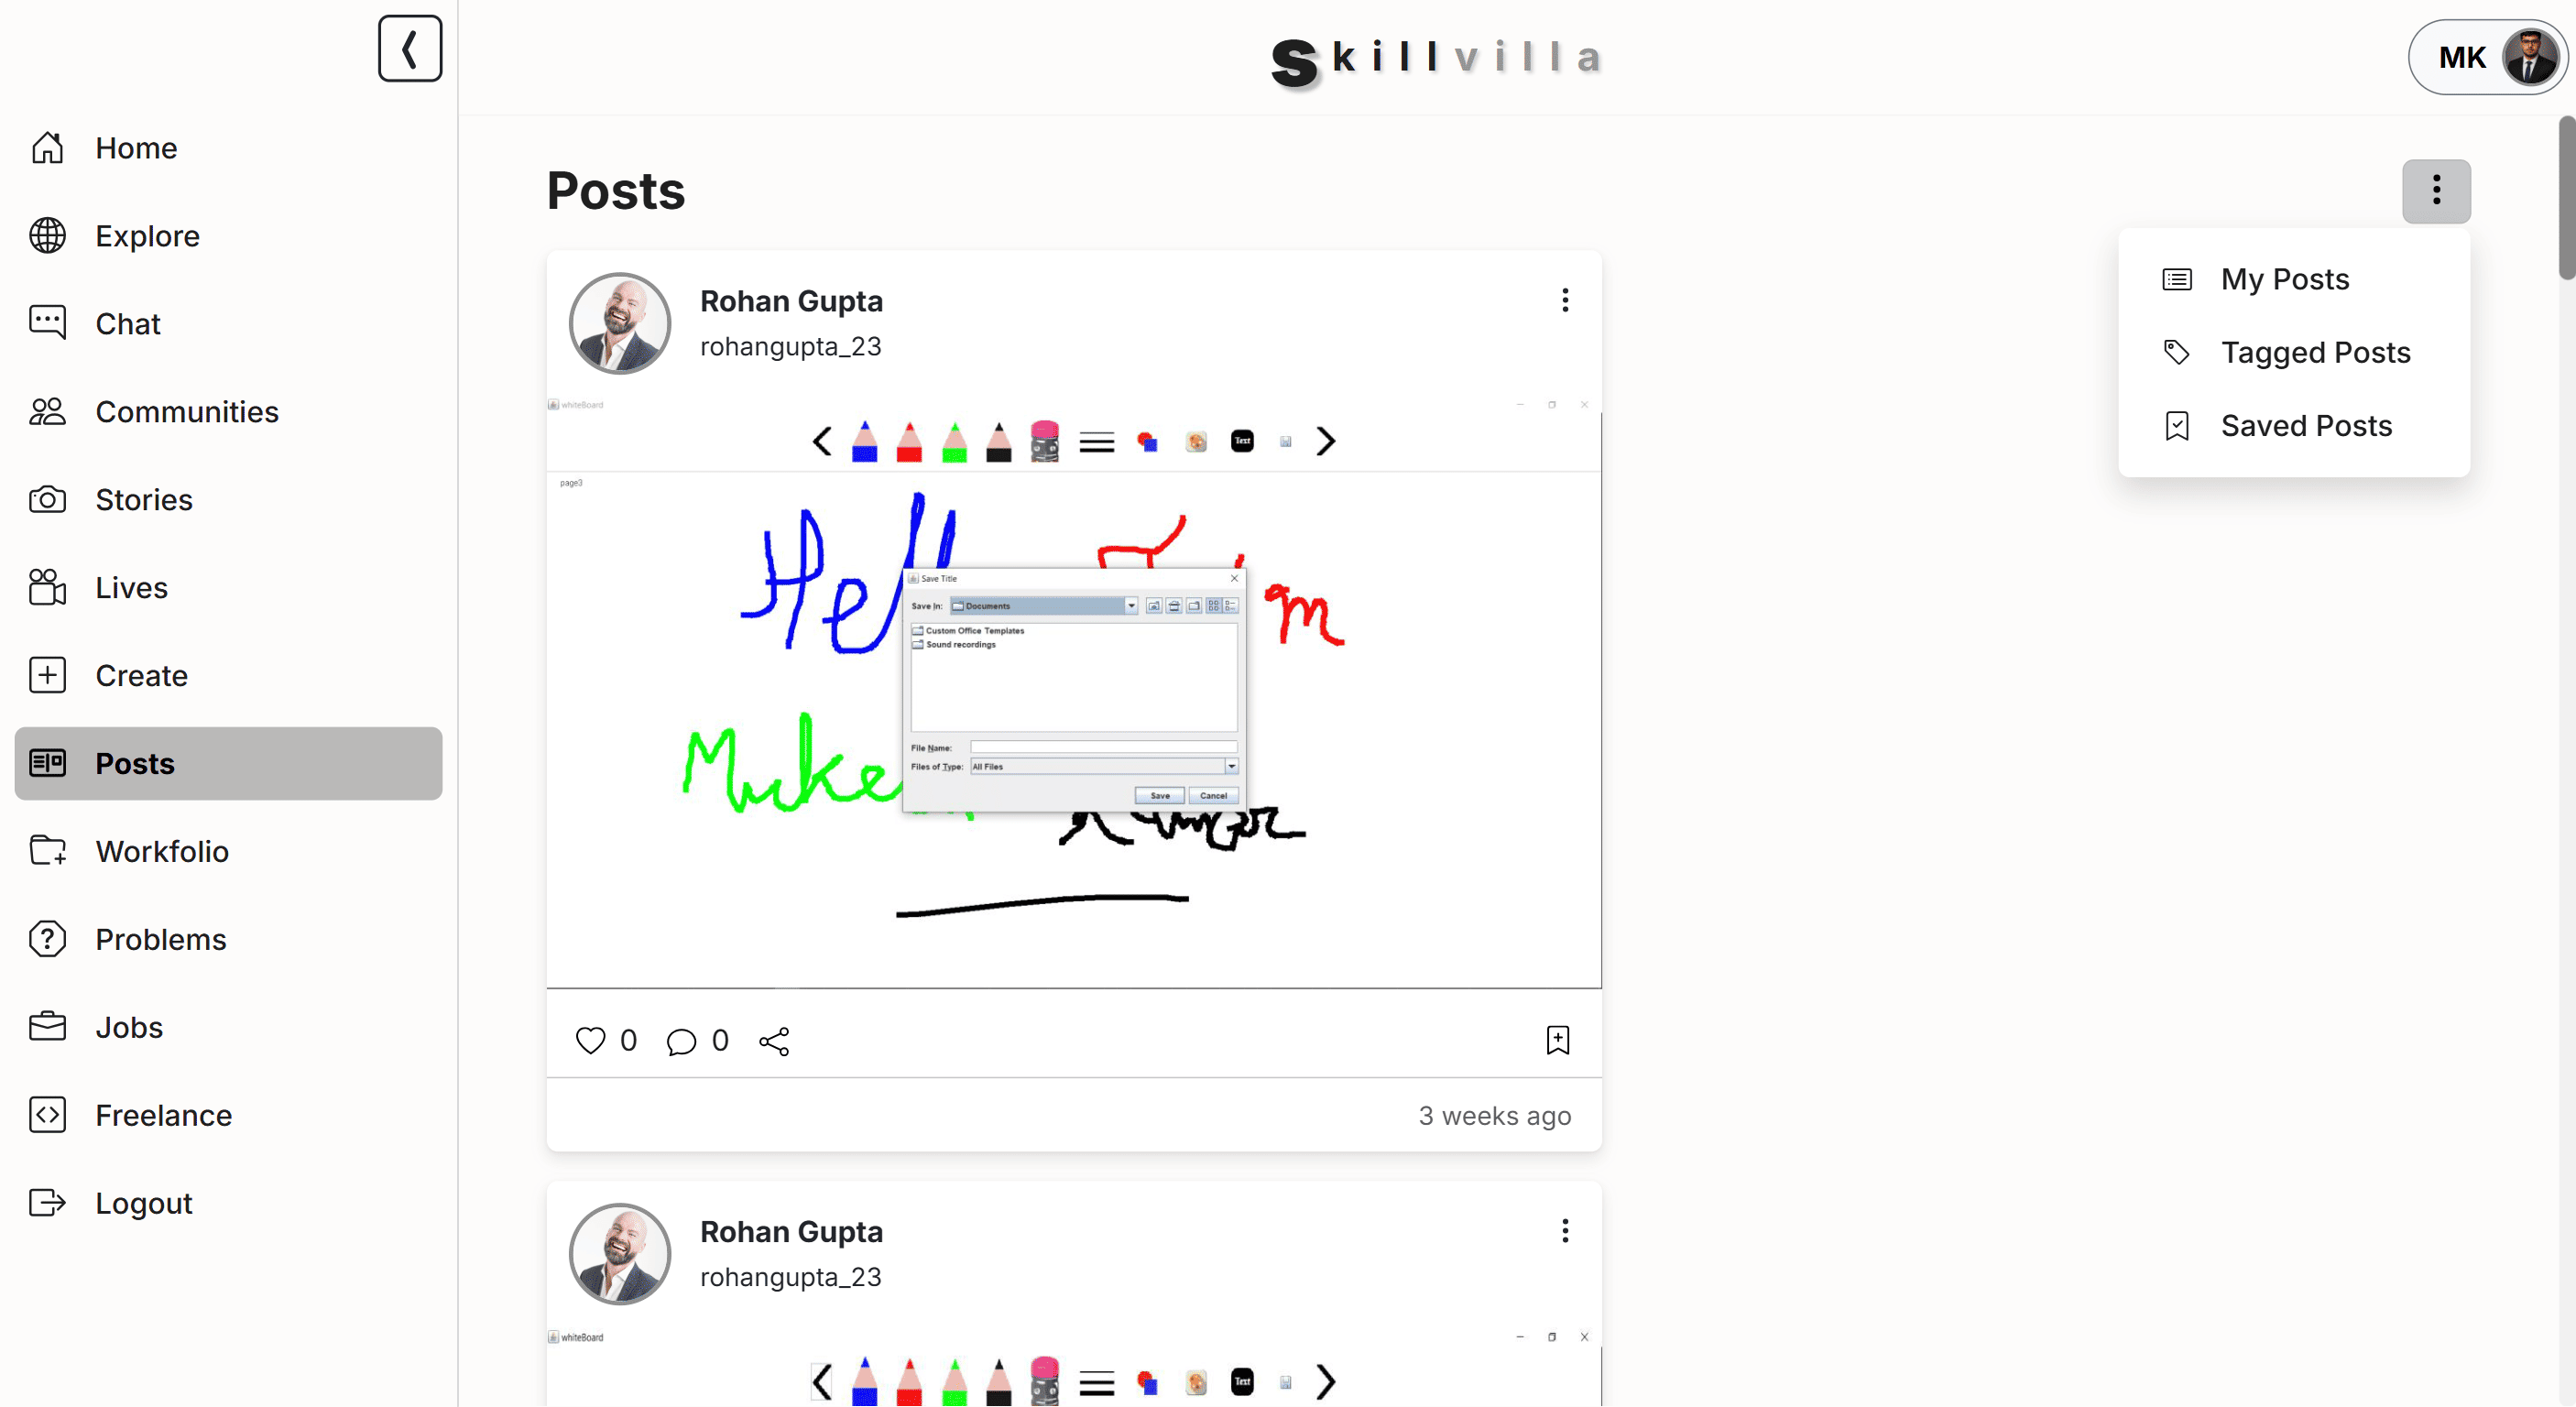 skillvilla
MK
Home
Explore
Chat
Communities
Stories
Lives
Create
Posts
Workfolio
Problems
Jobs
Freelance
Logout
Posts
My Posts
Tagged Posts
Saved Posts
Rohan Gupta
rohangupta_23
whiteBoard
Text
page3
Hell
Save Title
Save In: Documents
Custom Office Templates
Sound recordings
File Name:
Files of Type: All Files
Save Cancel
0 0
3 weeks ago
Rohan Gupta
rohangupta_23
whiteBoard
Text